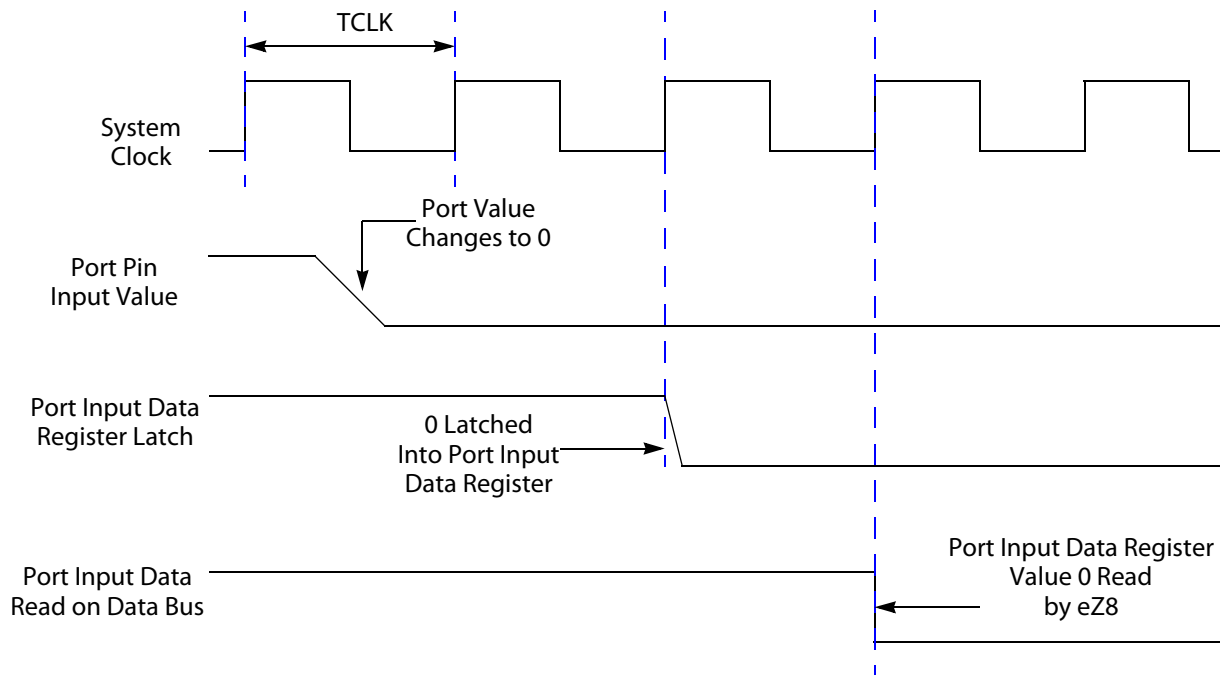 TCLK
System
Clock
Port Value
Changes to 0
Port Pin
Input Value
Port Input Data
Register Latch
0 Latched
Into Port Input
Data Register
Port Input Data Register
Value 0 Read
by eZ8
Port Input Data
Read on Data Bus